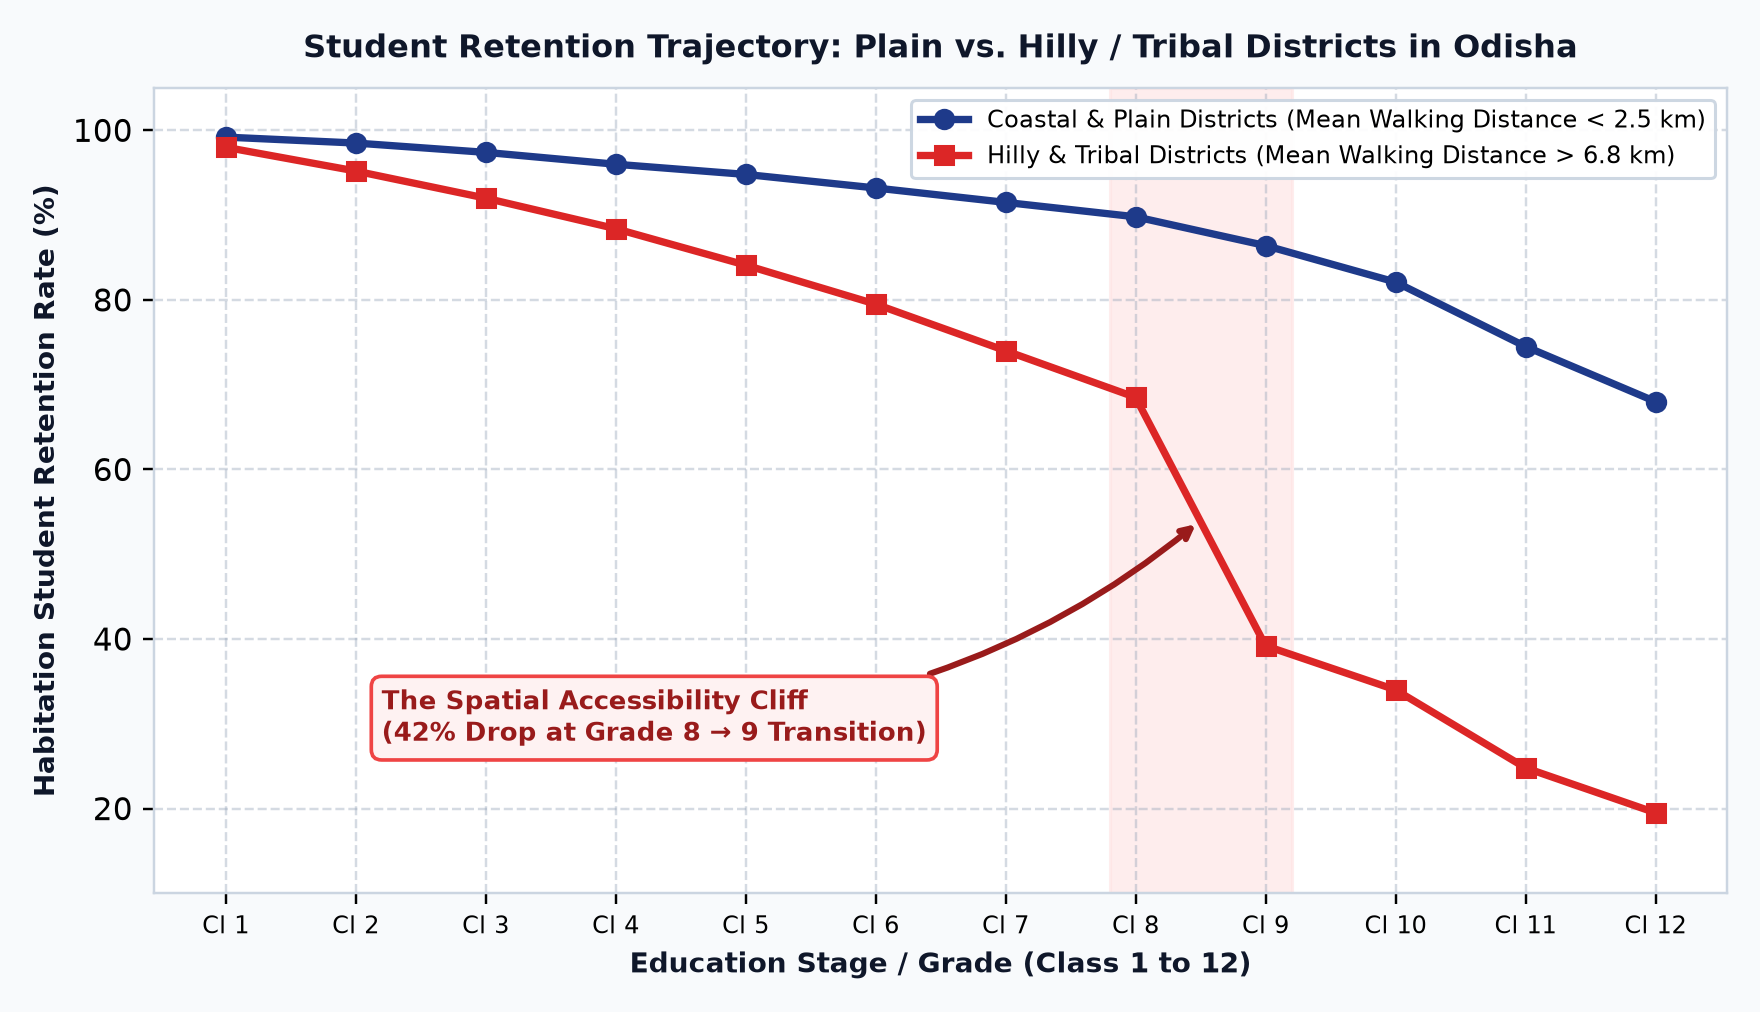 Student Retention Trajectory: Plain vs. Hilly / Tribal Districts in Odisha
Coastal & Plain Districts (Mean Walking Distance < 2.5 km)
Hilly & Tribal Districts (Mean Walking Distance > 6.8 km)
Habitation Student Retention Rate (%)
100
80
60
40
20
The Spatial Accessibility Cliff
(42% Drop at Grade 8 → 9 Transition)
Cl 1 Cl 2 Cl 3 Cl 4 Cl 5 Cl 6 Cl 7 Cl 8 Cl 9 Cl 10 Cl 11 Cl 12
Education Stage / Grade (Class 1 to 12)